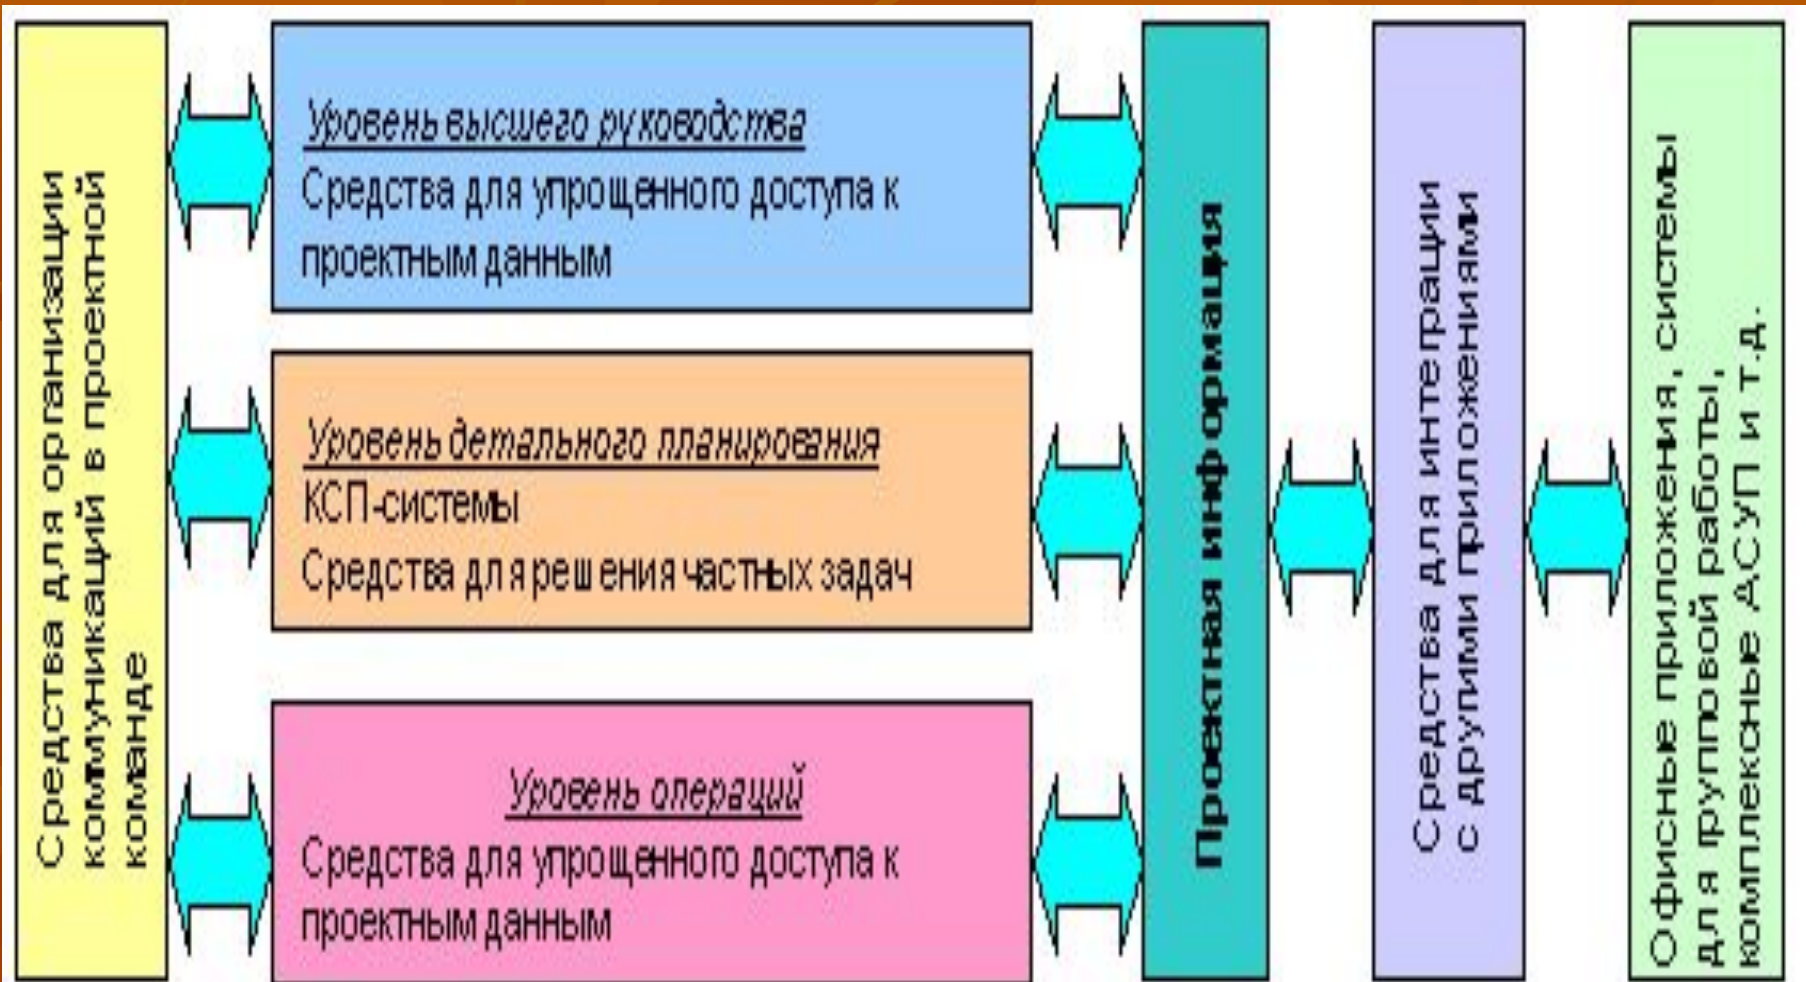 Средства для организации
коммуникаций в проектной
команде
Уровень высшего руководства
Средства для упрощенного доступа к
проектным данным
Уровень детального планирования
КСП-системы
Средства для решения частных задач
Уровень операций
Средства для упрощенного доступа к
проектным данным
Проектная информация
Средства для интеграции
с другими приложениями
Офисные приложения, системы
для групповой работы,
комплексные АСУП и т.д.